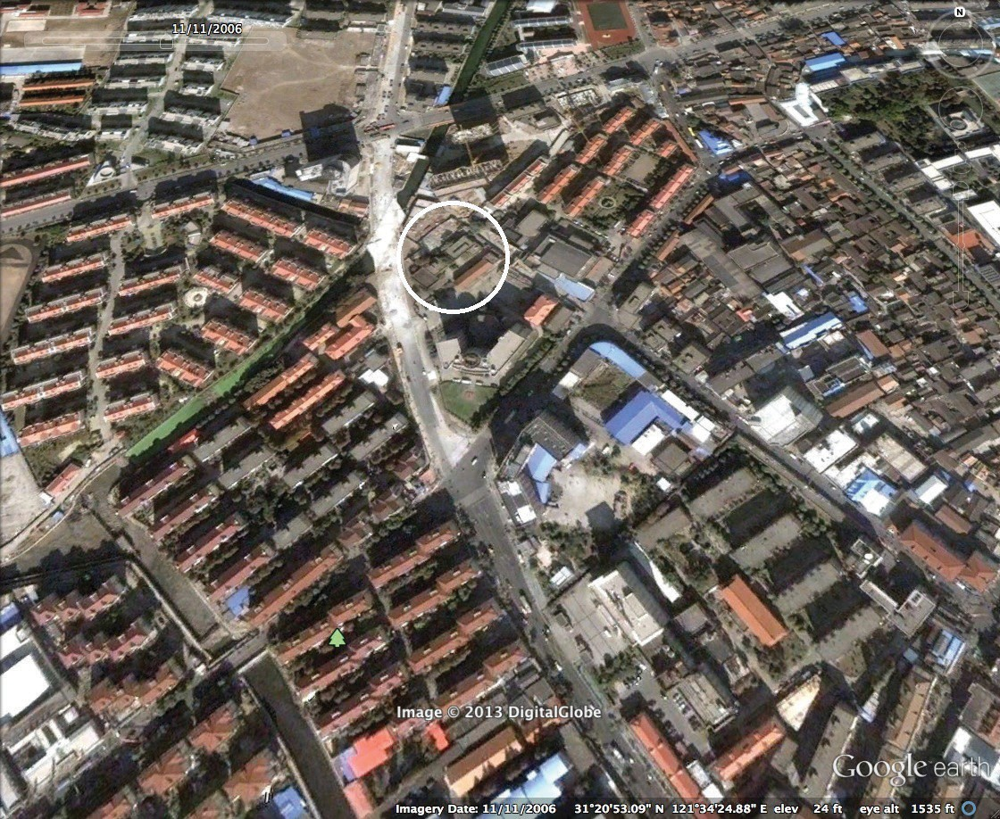 11/11/2006
N
Image © 2013 DigitalGlobe
Google earth
Imagery Date: 11/11/2006 31°20'53.09" N 121°34'24.88" E elev 24 ft eye alt 1535 ft